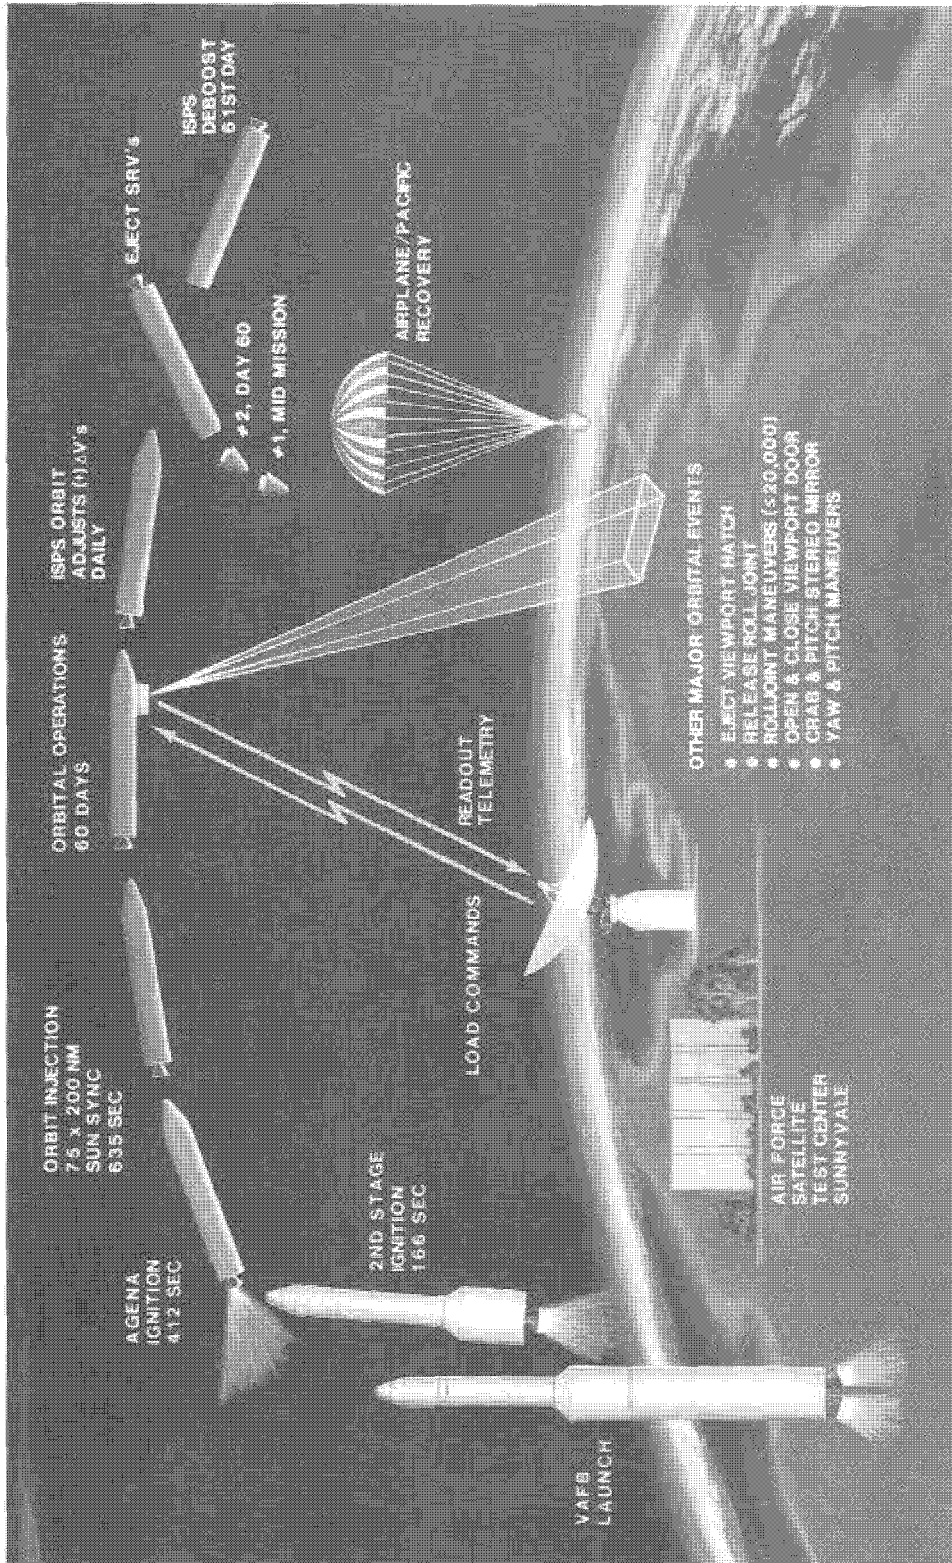 VAFB
LAUNCH
2ND STAGE
IGNITION
166 SEC
AGENA
IGNITION
412 SEC
ORBIT INJECTION
75 x 200 NM
SUN SYNC
635 SEC
ORBITAL OPERATIONS
60 DAYS
ISPS ORBIT
ADJUSTS (+) ΔV's
DAILY
EJECT SRV's
#2, DAY 60
#1, MID MISSION
ISPS
DEBOOST
61ST DAY
AIRPLANE/PACIFIC
RECOVERY
LOAD COMMANDS
READOUT
TELEMETRY
AIR FORCE
SATELLITE
TEST CENTER
SUNNYVALE
OTHER MAJOR ORBITAL EVENTS
● EJECT VIEWPORT HATCH
● RELEASE ROLL JOINT
● ROLLJOINT MANEUVERS (≤20,000)
● OPEN & CLOSE VIEWPORT DOOR
● CRAB & PITCH STEREO MIRROR
● YAW & PITCH MANEUVERS